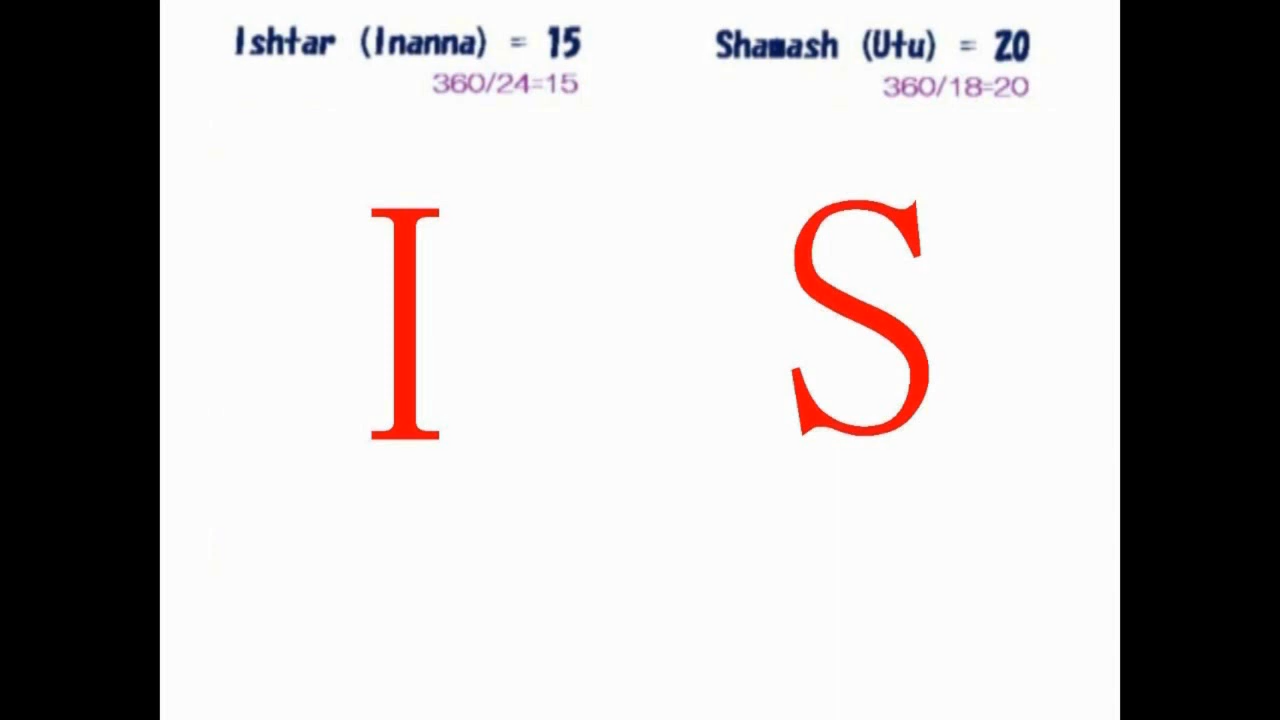 Ishtar (Inanna) = 15
360/24=15
Shamash (Utu) = 20
360/18=20
I S